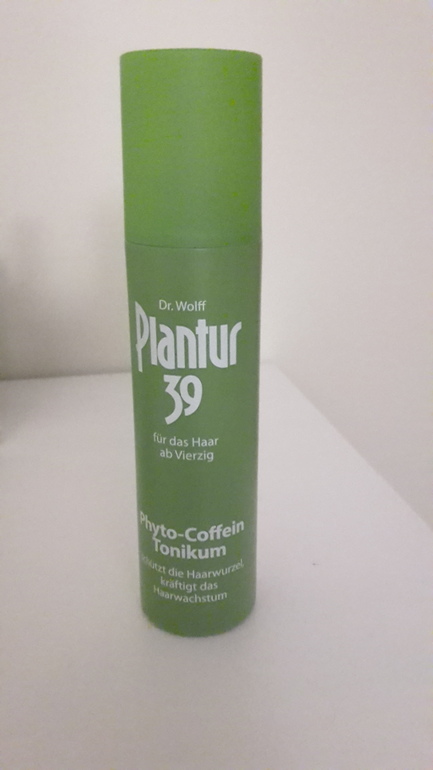 Dr. Wolff
Plantur
39
für das Haar
ab Vierzig
Phyto-Coffein
Tonikum
schützt die Haarwurzel,
kräftigt das
Haarwachstum